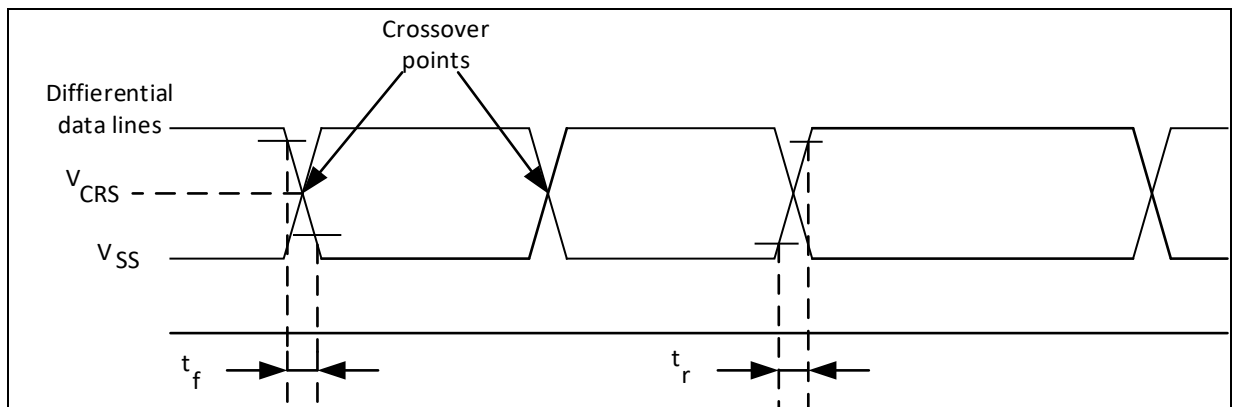 Crossover
points
Diffierential
data lines
V CRS
V SS
t f
t r